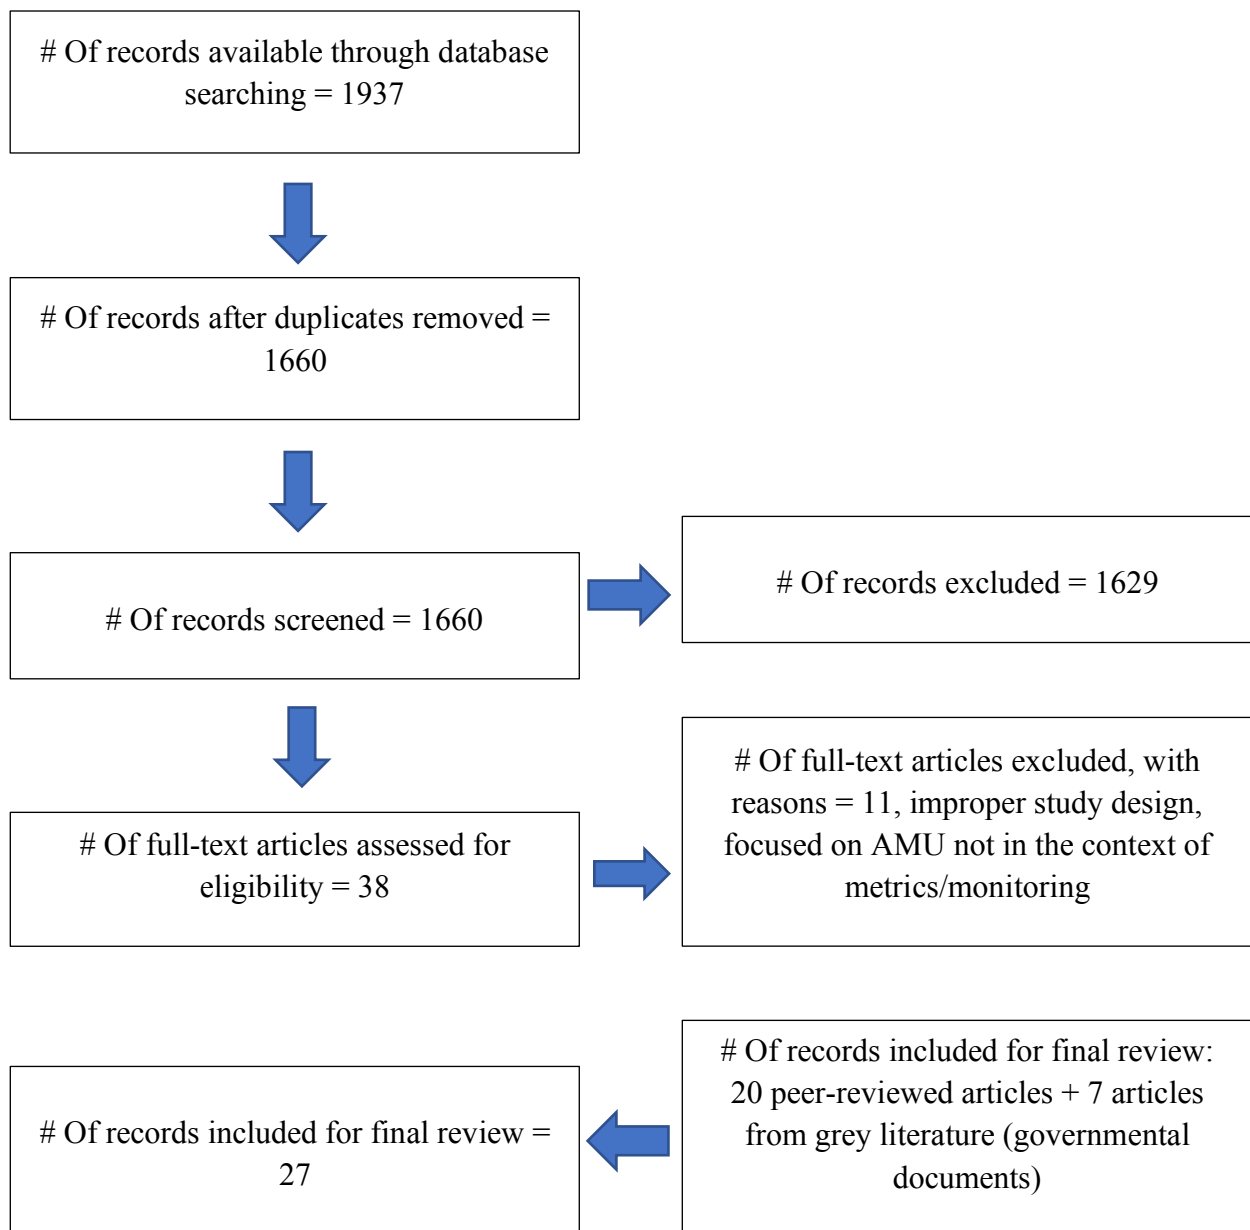 # Of records available through database
searching = 1937
# Of records after duplicates removed =
1660
# Of records screened = 1660
# Of records excluded = 1629
# Of full-text articles assessed for
eligibility = 38
# Of full-text articles excluded, with
reasons = 11, improper study design,
focused on AMU not in the context of
metrics/monitoring
# Of records included for final review:
20 peer-reviewed articles + 7 articles
from grey literature (governmental
documents)
# Of records included for final review =
27